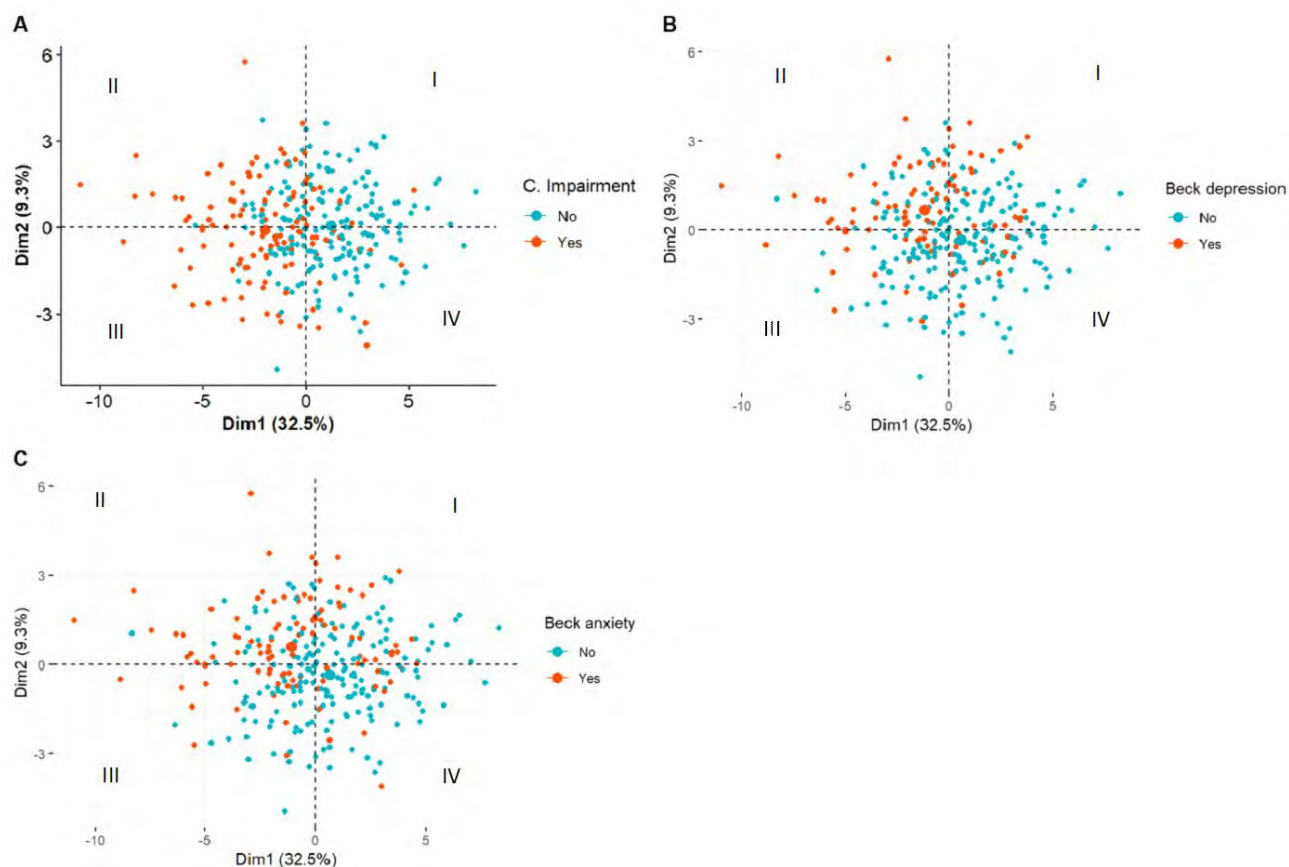 A
6
II
I
3
Dim2 (9.3%)
0
-3
III
IV
-10
-5
0
5
Dim1 (32.5%)
C. Impairment
No
Yes
B
6
II
I
3
Dim2 (9.3%)
0
-3
III
IV
-10
-5
0
5
Dim1 (32.5%)
Beck depression
No
Yes
C
6
II
I
3
Dim2 (9.3%)
0
-3
III
IV
-10
-5
0
5
Dim1 (32.5%)
Beck anxiety
No
Yes